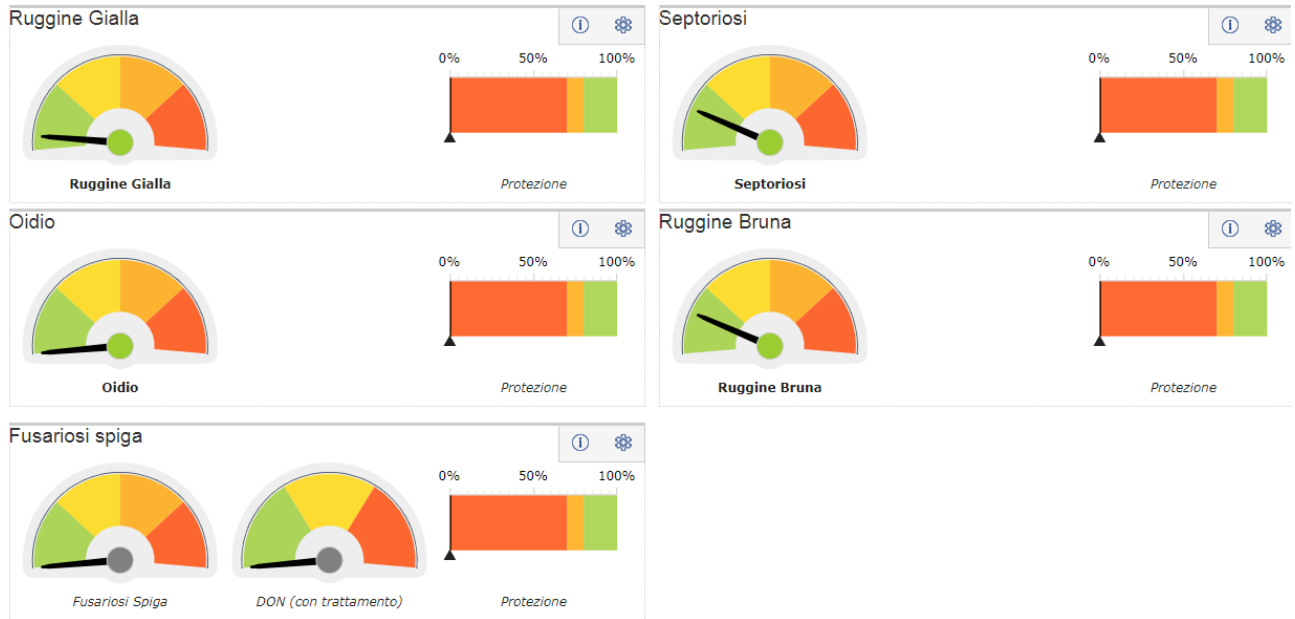 Ruggine Gialla
0% 50% 100%
Ruggine Gialla
Protezione
Septoriosi
0% 50% 100%
Septoriosi
Protezione
Oidio
0% 50% 100%
Oidio
Protezione
Ruggine Bruna
0% 50% 100%
Ruggine Bruna
Protezione
Fusariosi spiga
0% 50% 100%
Fusariosi Spiga
DON (con trattamento)
Protezione